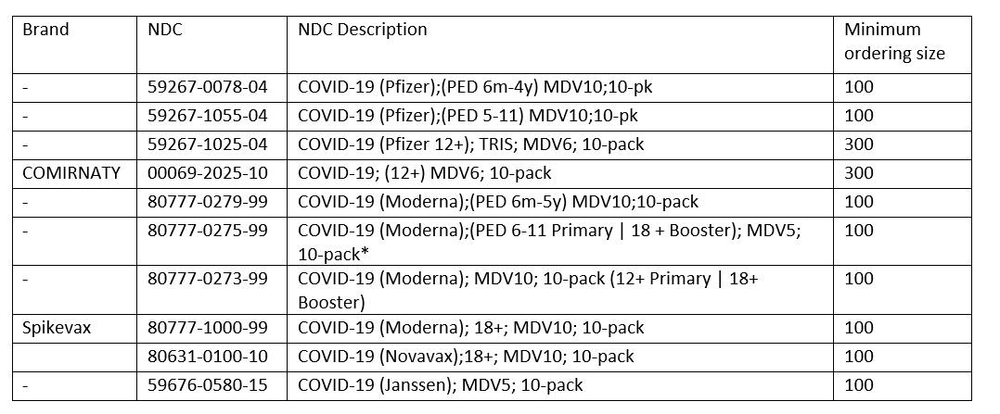 Brand NDC NDC Description Minimum
ordering size
- 59267-0078-04 COVID-19 (Pfizer);(PED 6m-4y) MDV10;10-pk 100
- 59267-1055-04 COVID-19 (Pfizer);(PED 5-11) MDV10;10-pk 100
- 59267-1025-04 COVID-19 (Pfizer 12+); TRIS; MDV6; 10-pack 300
COMIRNATY 00069-2025-10 COVID-19; (12+) MDV6; 10-pack 300
- 80777-0279-99 COVID-19 (Moderna);(PED 6m-5y) MDV10;10-pack 100
- 80777-0275-99 COVID-19 (Moderna);(PED 6-11 Primary | 18 + Booster); MDV5; 100
10-pack*
- 80777-0273-99 COVID-19 (Moderna); MDV10; 10-pack (12+ Primary | 18+ 100
Booster)
Spikevax 80777-1000-99 COVID-19 (Moderna); 18+; MDV10; 10-pack 100
80631-0100-10 COVID-19 (Novavax);18+; MDV10; 10-pack 100
- 59676-0580-15 COVID-19 (Janssen); MDV5; 10-pack 100